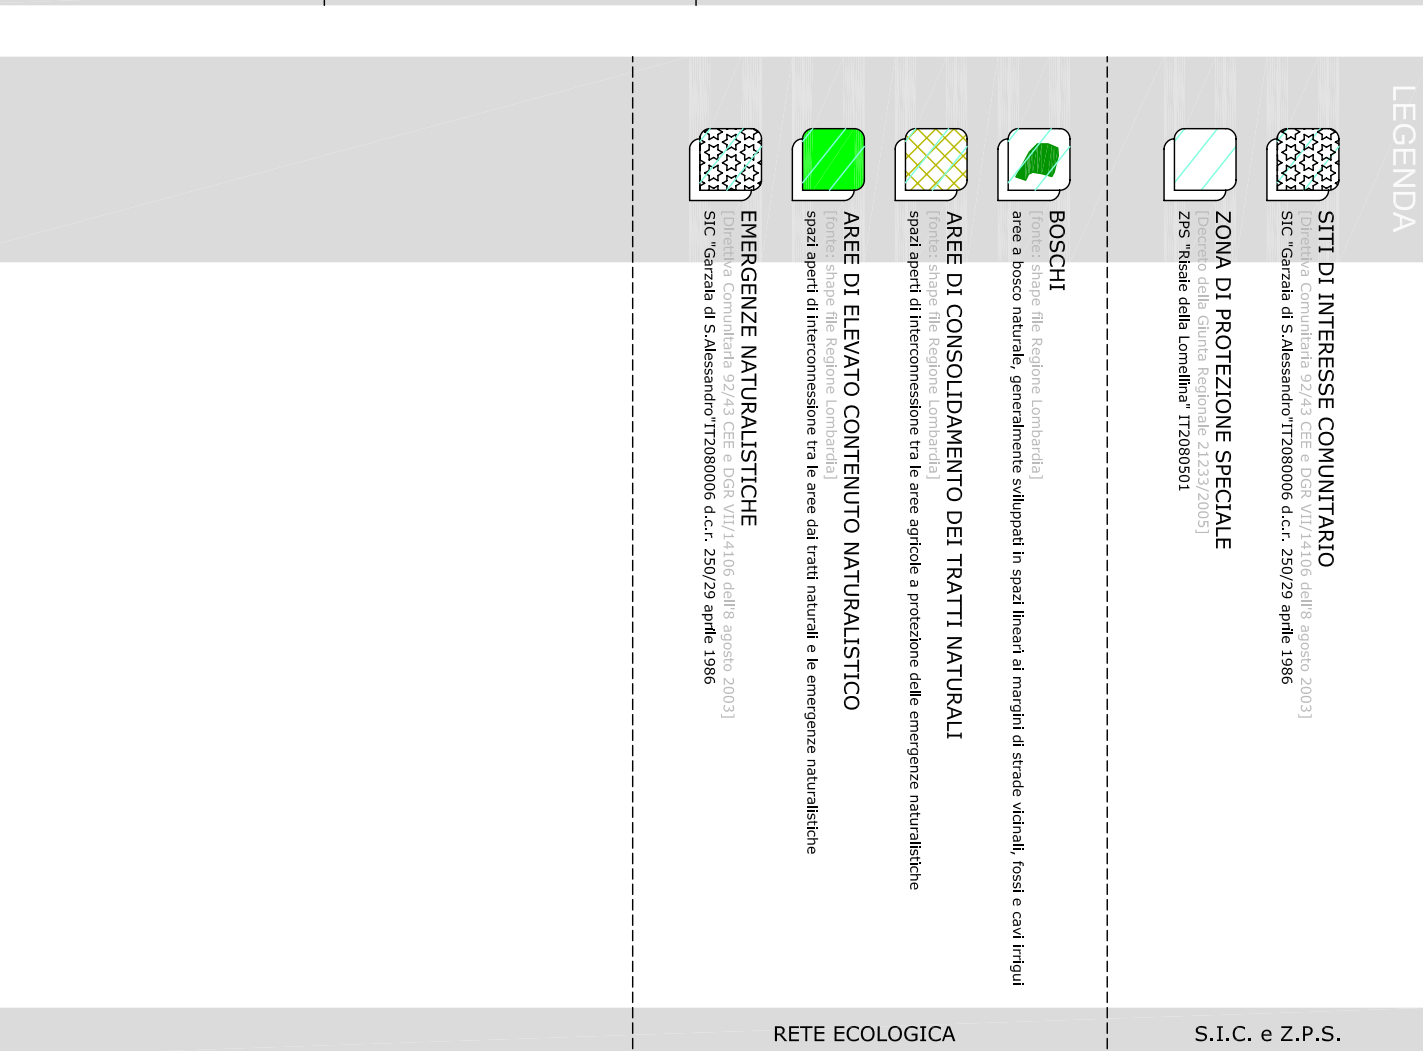 LEGENDA
SITI DI INTERESSE COMUNITARIO
[Direttiva Comunitaria 92/43 CEE e DGR VII/14106 dell'8 agosto 2003]
SIC "Garzaia di S.Alessandro"IT2080006 d.c.r. 250/29 aprile 1986
ZONA DI PROTEZIONE SPECIALE
[Decreto della Giunta Regionale 21233/2005]
ZPS "Risaie della Lomellina" IT2080501
S.I.C. e Z.P.S.
BOSCHI
[fonte: shape file Regione Lombardia]
aree a bosco naturale, generalmente sviluppati in spazi lineari ai margini di strade vicinali, fossi e cavi irrigui
AREE DI CONSOLIDAMENTO DEI TRATTI NATURALI
[fonte: shape file Regione Lombardia]
spazi aperti di interconnessione tra le aree agricole a protezione delle emergenze naturalistiche
AREE DI ELEVATO CONTENUTO NATURALISTICO
[fonte: shape file Regione Lombardia]
spazi aperti di interconnessione tra le aree dai tratti naturali e le emergenze naturalistiche
EMERGENZE NATURALISTICHE
[Direttiva Comunitaria 92/43 CEE e DGR VII/14106 dell'8 agosto 2003]
SIC "Garzaia di S.Alessandro"IT2080006 d.c.r. 250/29 aprile 1986
RETE ECOLOGICA